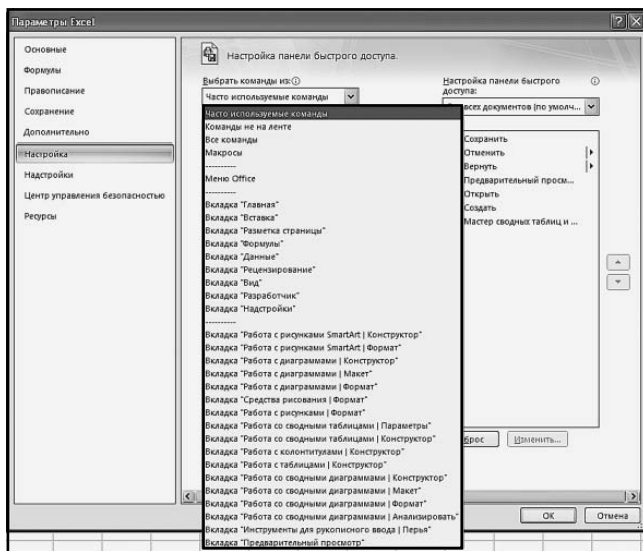 Параметры Excel
Основные
Формулы
Правописание
Сохранение
Дополнительно
Настройка
Надстройки
Центр управления безопасностью
Ресурсы
Настройка панели быстрого доступа.
Выбрать команды из:
Часто используемые команды
Часто используемые команды
Команды не на ленте
Все команды
Макросы
----------
Меню Office
----------
Вкладка "Главная"
Вкладка "Вставка"
Вкладка "Разметка страницы"
Вкладка "Формулы"
Вкладка "Данные"
Вкладка "Рецензирование"
Вкладка "Вид"
Вкладка "Разработчик"
Вкладка "Надстройки"
----------
Вкладка "Работа с рисунками SmartArt | Конструктор"
Вкладка "Работа с рисунками SmartArt | Формат"
Вкладка "Работа с диаграммами | Конструктор"
Вкладка "Работа с диаграммами | Макет"
Вкладка "Работа с диаграммами | Формат"
Вкладка "Средства рисования | Формат"
Вкладка "Работа с рисунками | Формат"
Вкладка "Работа со сводными таблицами | Параметры"
Вкладка "Работа со сводными таблицами | Конструктор"
Вкладка "Работа с колонтитулами | Конструктор"
Вкладка "Работа с таблицами | Конструктор"
Вкладка "Работа со сводными диаграммами | Конструктор"
Вкладка "Работа со сводными диаграммами | Макет"
Вкладка "Работа со сводными диаграммами | Формат"
Вкладка "Работа со сводными диаграммами | Анализировать"
Вкладка "Инструменты для рукописного ввода | Перья"
Вкладка "Предварительный просмотр"
Настройка панели быстрого
доступа:
всех документов (по умолч...
Сохранить
Отменить
Вернуть
Предварительный просм...
Открыть
Создать
Мастер сводных таблиц и ...
брос
Изменить...
ОК
Отмена